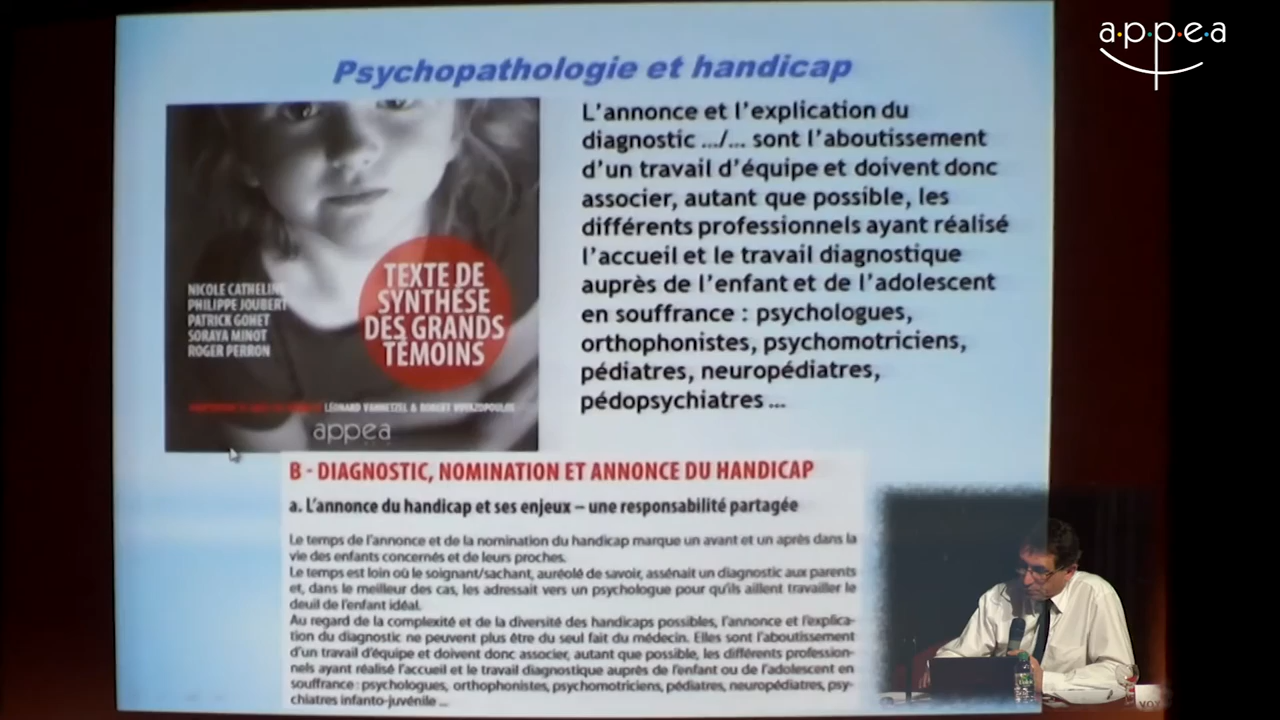 a·p·p·e·a
Psychopathologie et handicap
L'annonce et l'explication du
diagnostic .../... sont l'aboutissement
d'un travail d'équipe et doivent donc
associer, autant que possible, les
différents professionnels ayant réalisé
l'accueil et le travail diagnostique
auprès de l'enfant et de l'adolescent
en souffrance : psychologues,
orthophonistes, psychomotriciens,
pédiatres, neuropédiatres,
pédopsychiatres ...
NICOLE CATHELINE
PHILIPPE JOUBERT
PATRICK GOHET
SORAYA MINOT
ROGER PERRON
TEXTE DE
SYNTHÈSE
DES GRANDS
TÉMOINS
LÉONARD VANNETZEL & ROBERT VOYAZOPOULOS
appea
B - DIAGNOSTIC, NOMINATION ET ANNONCE DU HANDICAP
a. L'annonce du handicap et ses enjeux – une responsabilité partagée
Le temps de l'annonce et de la nomination du handicap marque un avant et un après dans la
vie des enfants concernés et de leurs proches.
Le temps est loin où le soignant/sachant, auréolé de savoir, assénait un diagnostic aux parents
et, dans le meilleur des cas, les adressait vers un psychologue pour qu'ils aillent travailler le
deuil de l'enfant idéal.
Au regard de la complexité et de la diversité des handicaps possibles, l'annonce et l'explica-
tion du diagnostic ne peuvent plus être du seul fait du médecin. Elles sont l'aboutissement
d'un travail d'équipe et doivent donc associer, autant que possible, les différents profession-
nels ayant réalisé l'accueil et le travail diagnostique auprès de l'enfant ou de l'adolescent en
souffrance : psychologues, orthophonistes, psychomotriciens, pédiatres, neuropédiatres, psy-
chiatres infanto-juvénile ...
VOY